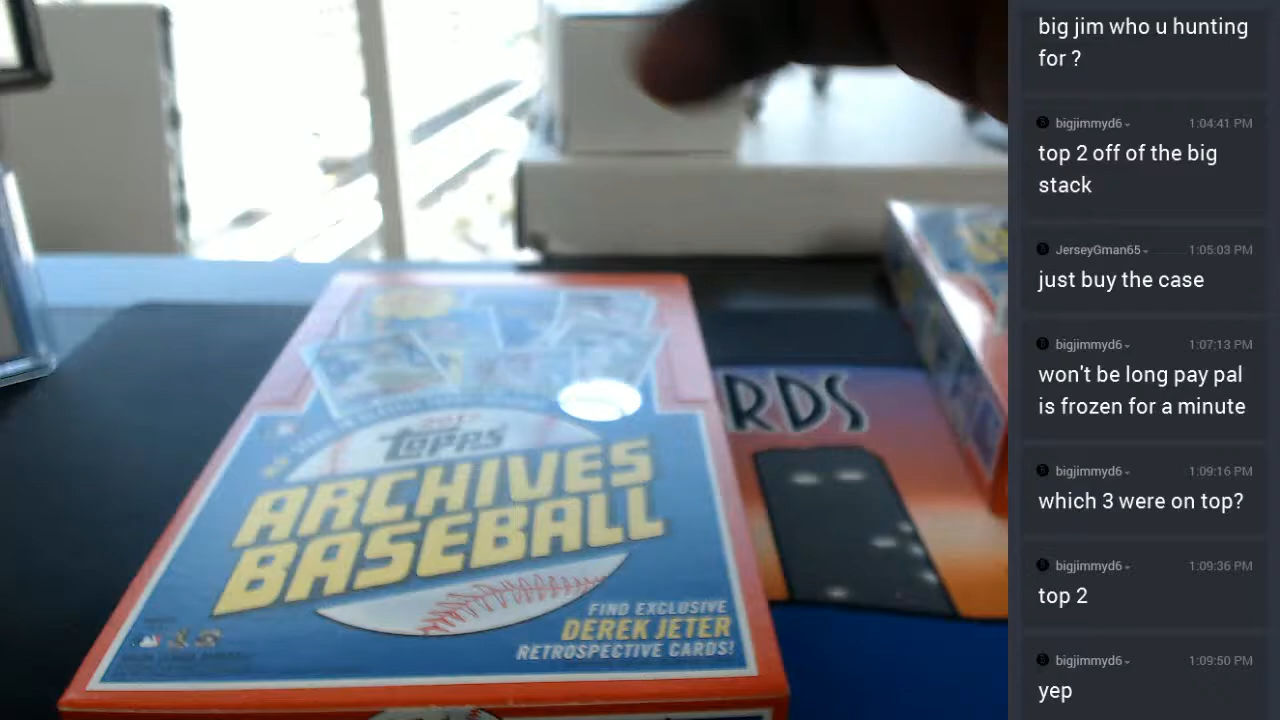 TOPPS
ARCHIVES
BASEBALL
FIND EXCLUSIVE
DEREK JETER
RETROSPECTIVE CARDS!
RDS
big jim who u hunting
for ?
bigjimmyd6
1:04:41 PM
top 2 off of the big
stack
JerseyGman65
1:05:03 PM
just buy the case
bigjimmyd6
1:07:13 PM
won't be long pay pal
is frozen for a minute
bigjimmyd6
1:09:16 PM
which 3 were on top?
bigjimmyd6
1:09:36 PM
top 2
bigjimmyd6
1:09:50 PM
yep